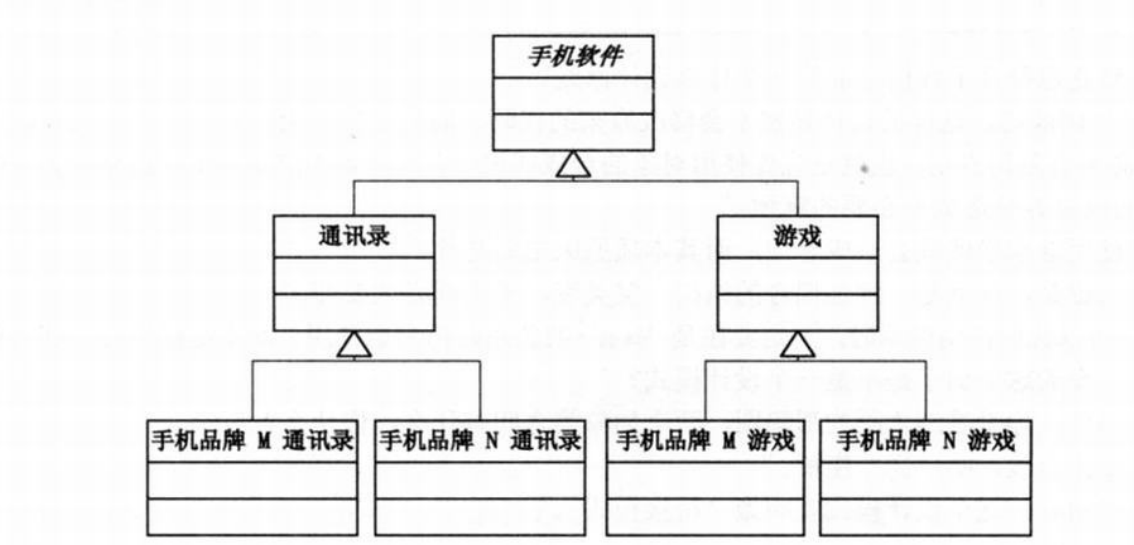 手机软件
通讯录
游戏
手机品牌 M 通讯录
手机品牌 N 通讯录
手机品牌 M 游戏
手机品牌 N 游戏